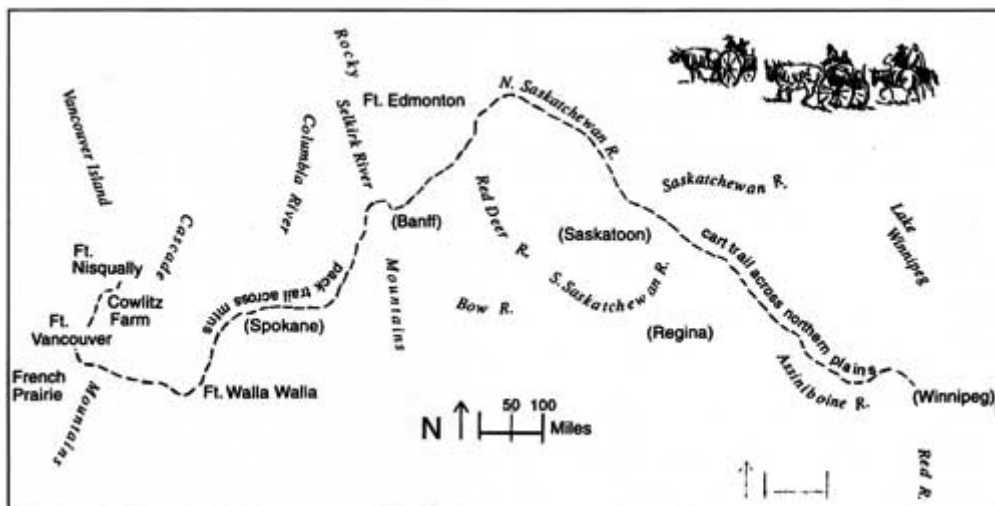 Rocky
Ft. Edmonton
N. Saskatchewan R.
Vancouver Island
Columbia River
Selkirk River
Saskatchewan R.
Cascade
(Banff)
Red Deer R.
(Saskatoon)
Lake Winnipeg
Ft.
Nisqually
Cowlitz
Farm
pack trail across mtns
(Spokane)
Mountains
Bow R.
S. Saskatchewan R.
(Regina)
cart trail across northern plains
Ft.
Vancouver
French
Prairie
Mountains
Ft. Walla Walla
Assiniboine R.
(Winnipeg)
N
50 100
Miles
Red R.